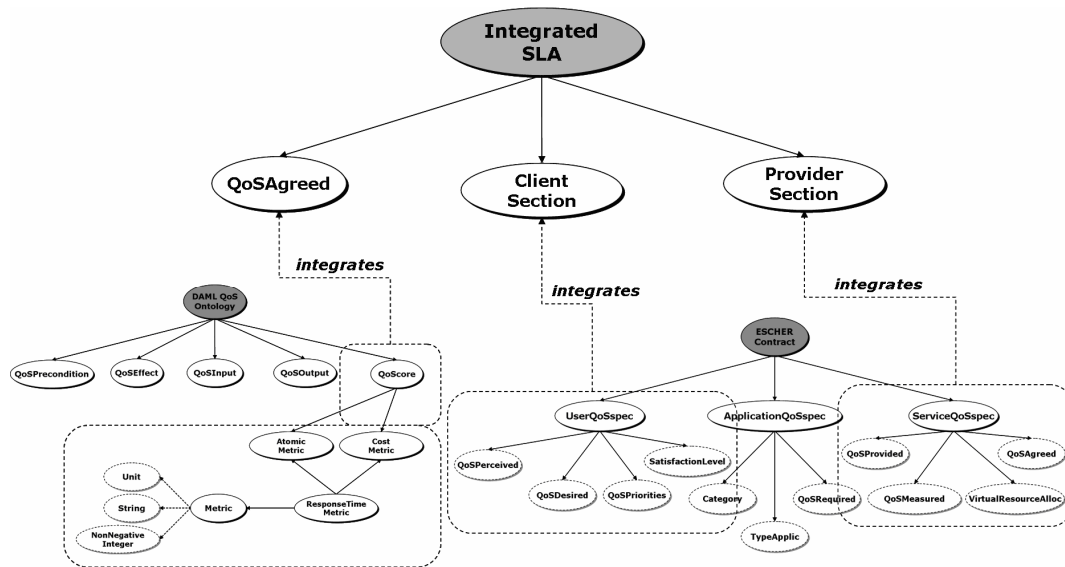 Integrated
SLA
QoSAgreed
Client
Section
Provider
Section
integrates
integrates
integrates
DAML QoS
Ontology
ESCHER
Contract
QoSPrecondition
QoSEffect
QoSInput
QoSOutput
QoScore
UserQoSspec
ApplicationQoSspec
ServiceQoSspec
Atomic
Metric
Cost
Metric
QoSPerceived
SatisfactionLevel
QoSProvided
QoSAgreed
Unit
String
NonNegative
Integer
Metric
ResponseTime
Metric
QoSDesired
QoSPriorities
Category
QoSRequired
QoSMeasured
VirtualResourceAlloc
TypeApplic